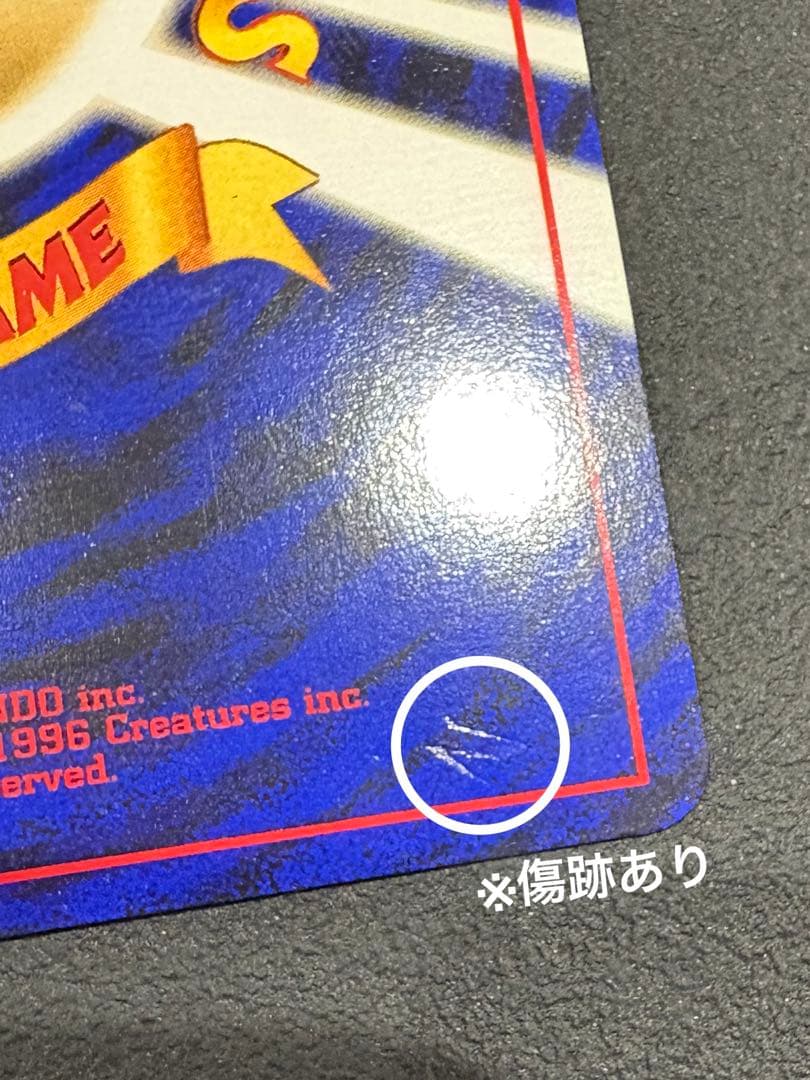 S
AME
NDO inc.
1996 Creatures inc.
erved.
※傷跡あり